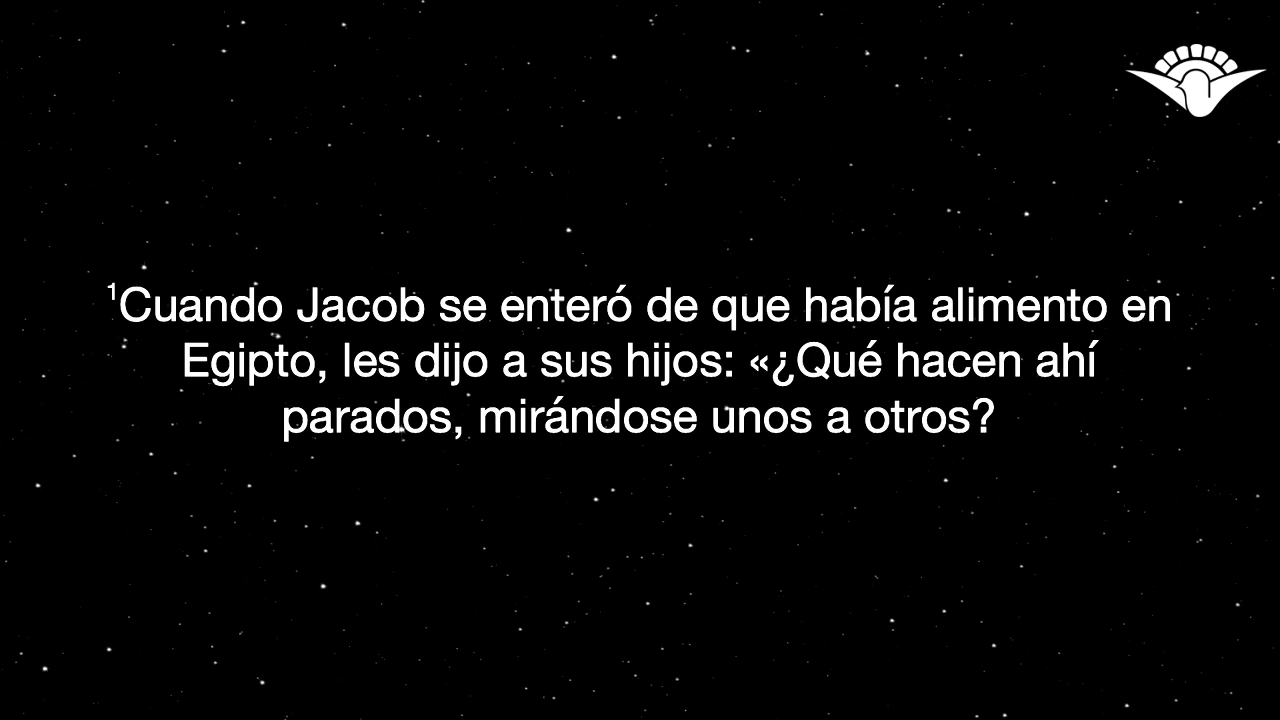 ¹Cuando Jacob se enteró de que había alimento en
Egipto, les dijo a sus hijos: «¿Qué hacen ahí
parados, mirándose unos a otros?